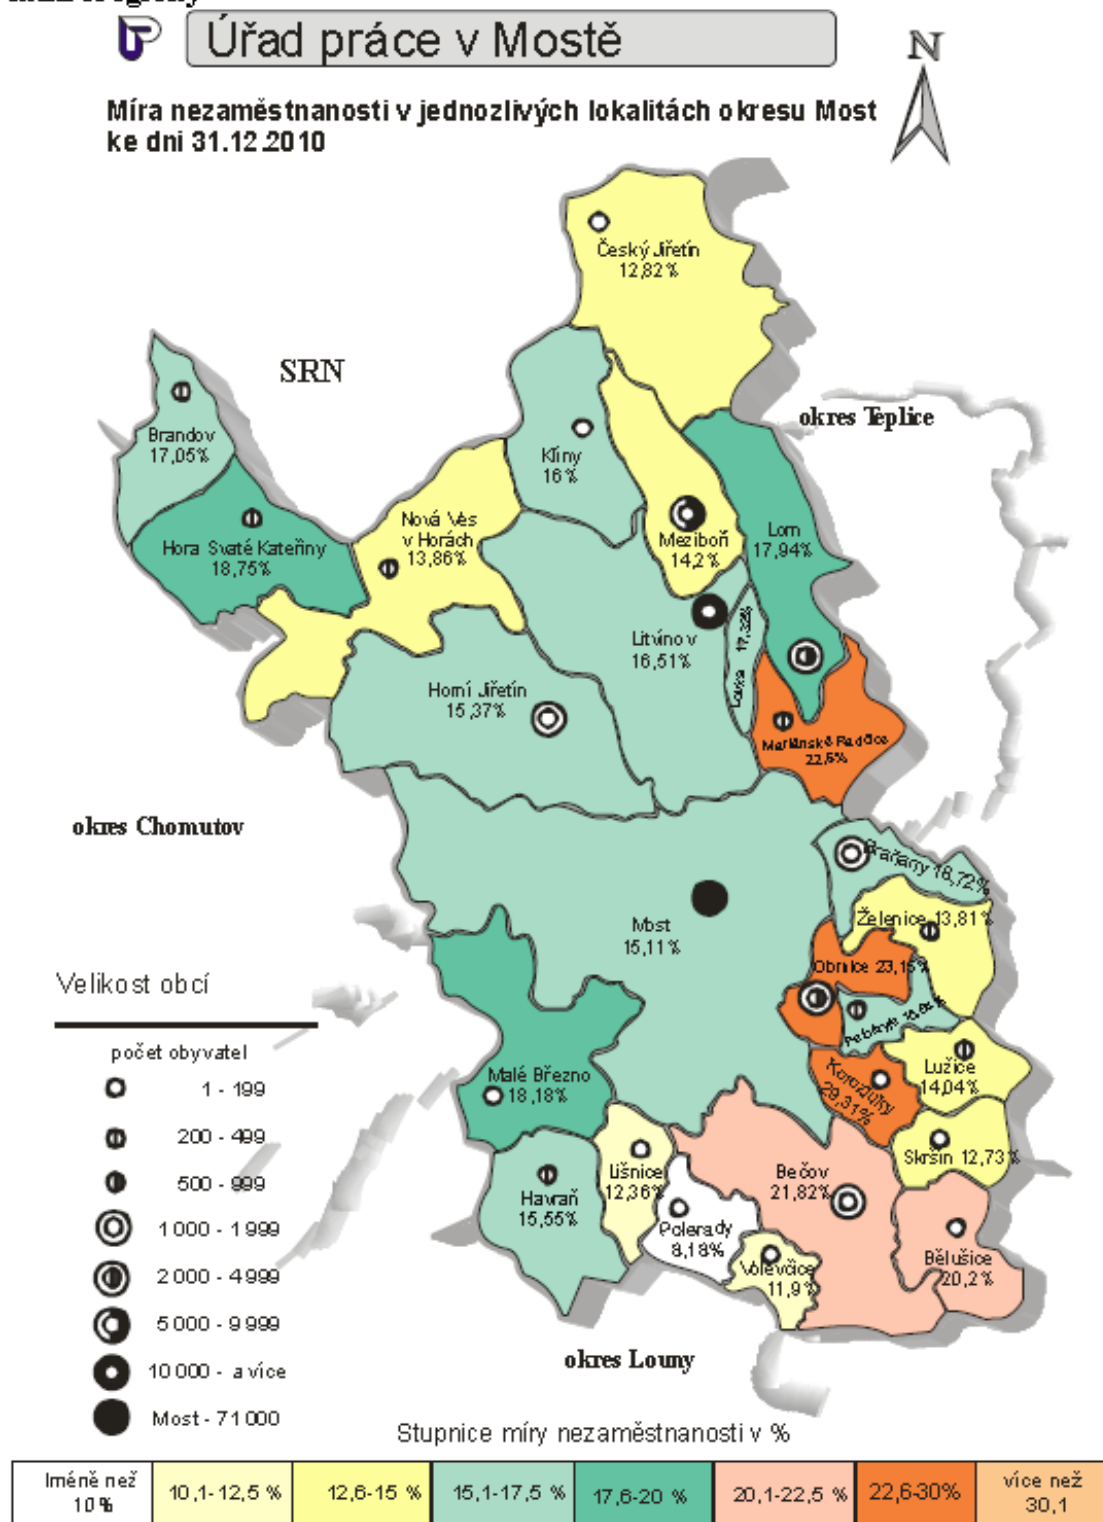 Úřad práce v Mostě
N
Míra nezaměstnanosti v jednozlivých lokalitách okresu Most
ke dni 31.12.2010
Český Jiřetín
12,82%
SRN
okres Teplice
Brandov
17,05%
Klíny
16%
Nová Ves
v Horách
13,86%
Meziboří
14,2%
Lom
17,94%
Hora Svaté Kateřiny
18,75%
Litvínov
16,51%
Louka 17,32%
Horní Jiřetín
15,37%
Mariánské Radčice
22,6%
okres Chomutov
Braňany 16,72%
Most
15,11%
Želenice 13,81%
Obrnice 23,15%
Patokryje
Lužice
14,04%
Korozluky
29,31%
Malé Březno
18,18%
Skršín 12,73%
Lišnice
12,36%
Bečov
21,82%
Havraň
15,55%
Polerady
8,18%
Volevčice
11,9%
Bělušice
20,2%
okres Louny
Velikost obcí
počet obyvatel
1 - 199
200 - 499
500 - 999
1 000 - 1 999
2 000 - 4 999
5 000 - 9 999
10 000 - a více
Most - 71 000
Stupnice míry nezaměstnanosti v %
lméně než
10%
10,1-12,5 %
12,6-15 %
15,1-17,5 %
17,6-20 %
20,1-22,5 %
22,6-30%
více než
30,1